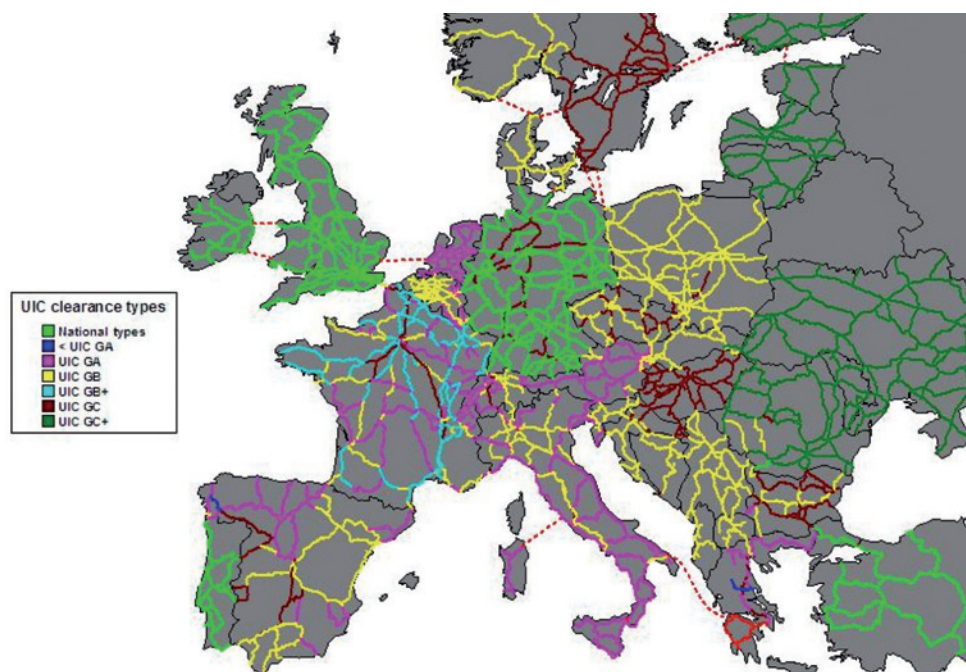 UIC clearance types
National types
< UIC GA
UIC GA
UIC GB
UIC GB+
UIC GC
UIC GC+